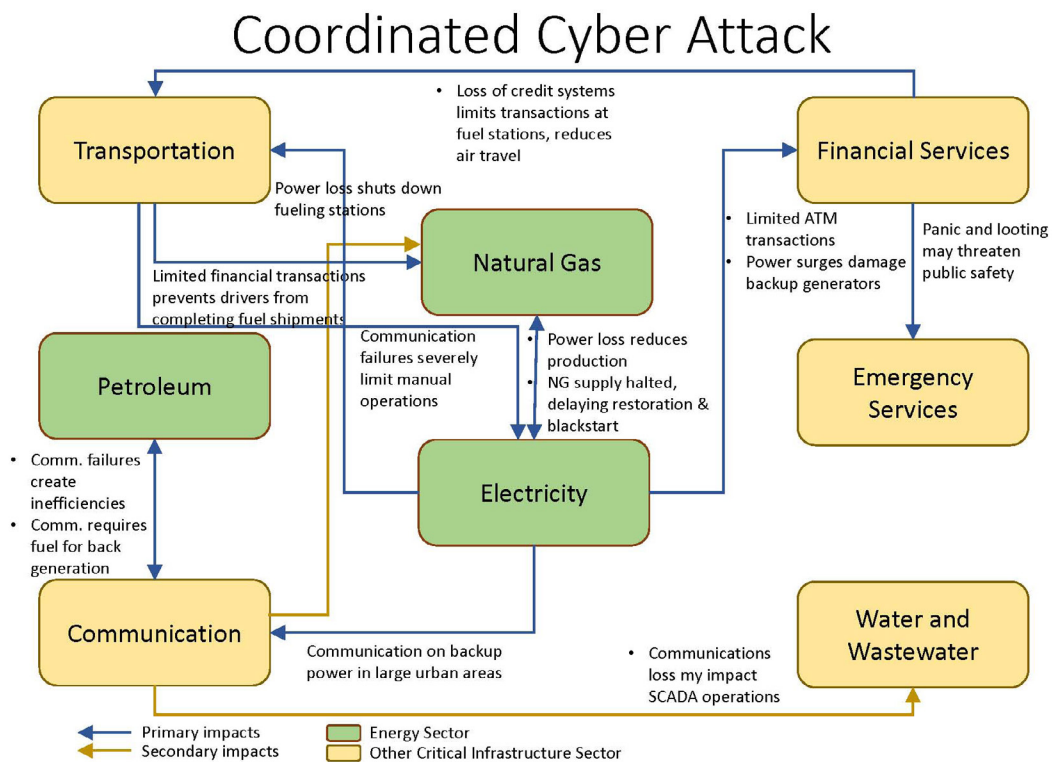 Coordinated Cyber Attack
• Loss of credit systems
limits transactions at
fuel stations, reduces
air travel
Transportation
Financial Services
Power loss shuts down
fueling stations
Natural Gas
• Limited ATM
transactions
• Power surges damage
backup generators
Panic and looting
may threaten
public safety
Limited financial transactions
prevents drivers from
completing fuel shipments
Communication
failures severely
limit manual
operations
• Power loss reduces
production
• NG supply halted,
delaying restoration &
blackstart
Petroleum
Emergency
Services
• Comm. failures
create
inefficiencies
• Comm. requires
fuel for back
generation
Electricity
Communication
Communication on backup
power in large urban areas
• Communications
loss my impact
SCADA operations
Water and
Wastewater
Primary impacts
Secondary impacts
Energy Sector
Other Critical Infrastructure Sector